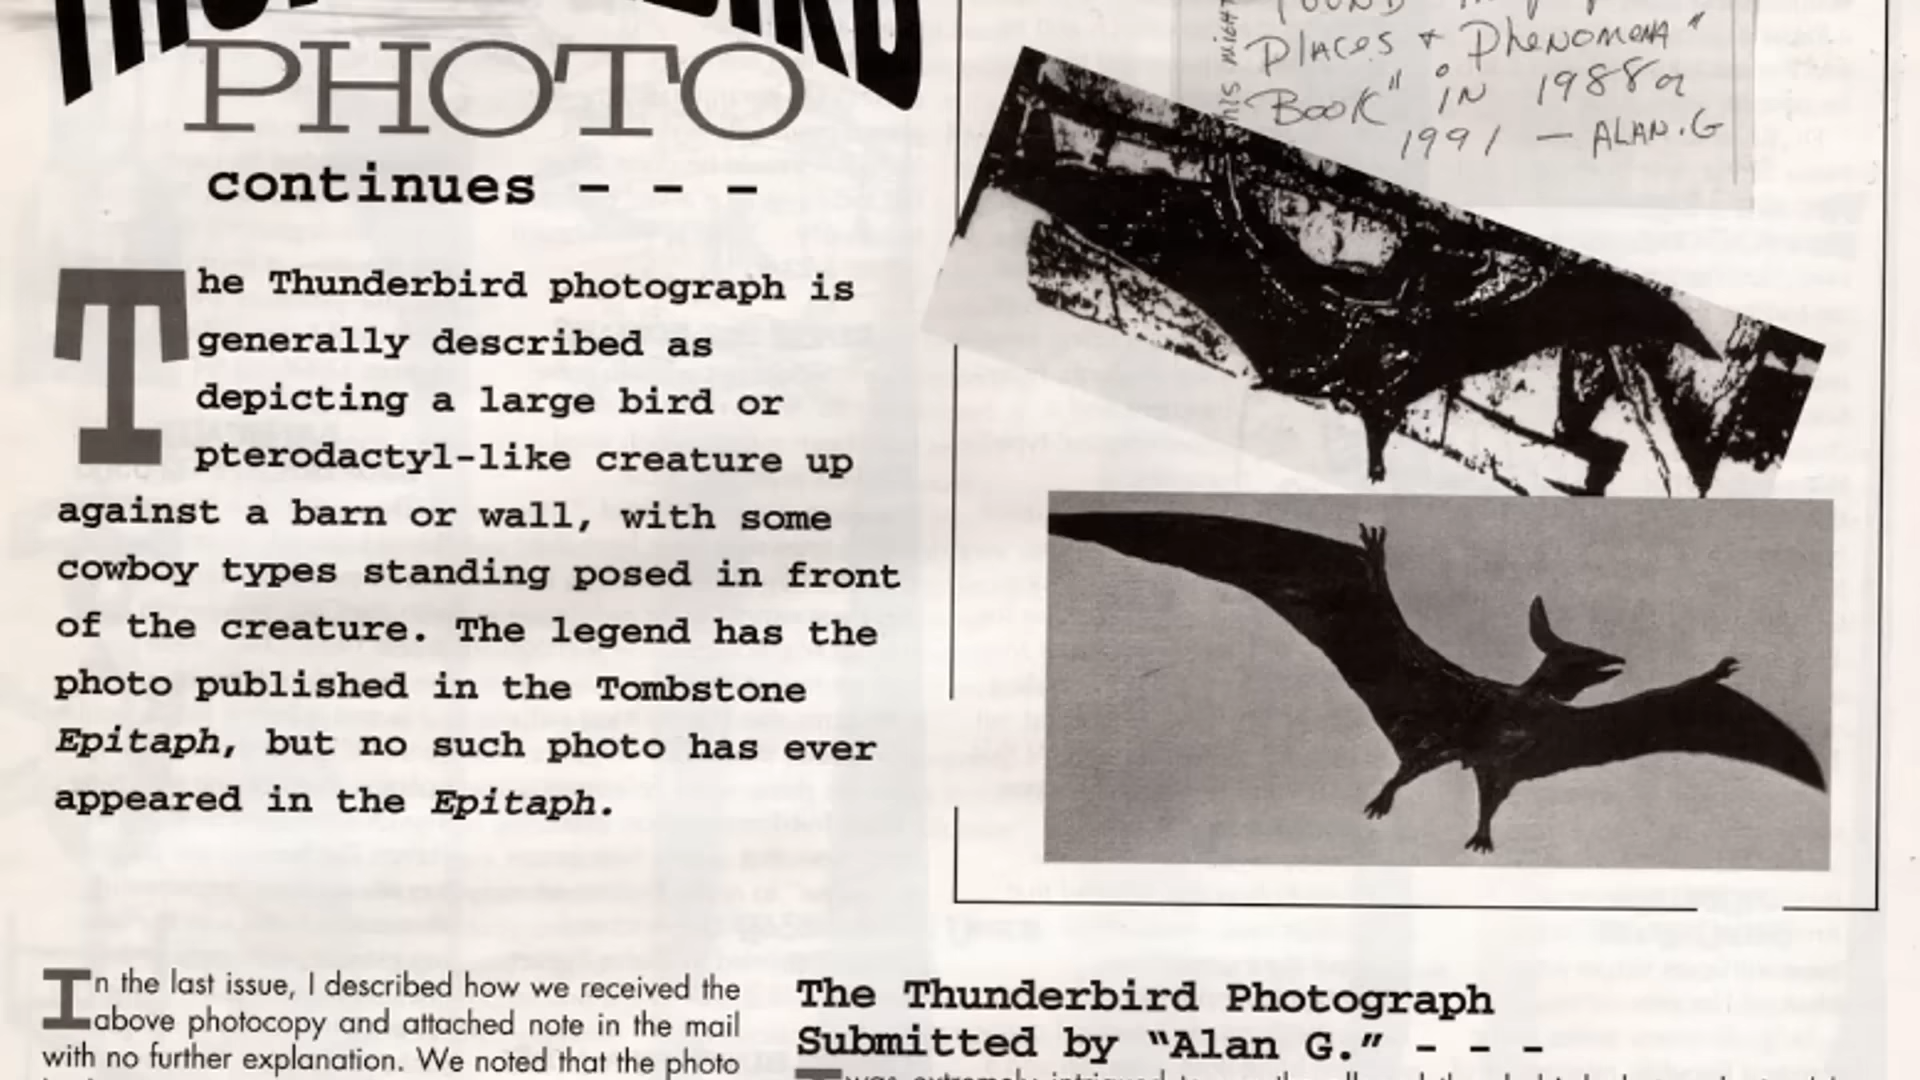 PHOTO
continues - - -
The Thunderbird photograph is
generally described as
depicting a large bird or
pterodactyl-like creature up
against a barn or wall, with some
cowboy types standing posed in front
of the creature. The legend has the
photo published in the Tombstone
Epitaph, but no such photo has ever
appeared in the Epitaph.
Places + Phenomena"
Book" in 1988 or
1991 — ALAN.G
In the last issue, I described how we received the
above photocopy and attached note in the mail
with no further explanation. We noted that the photo
The Thunderbird Photograph
Submitted by "Alan G." - - -